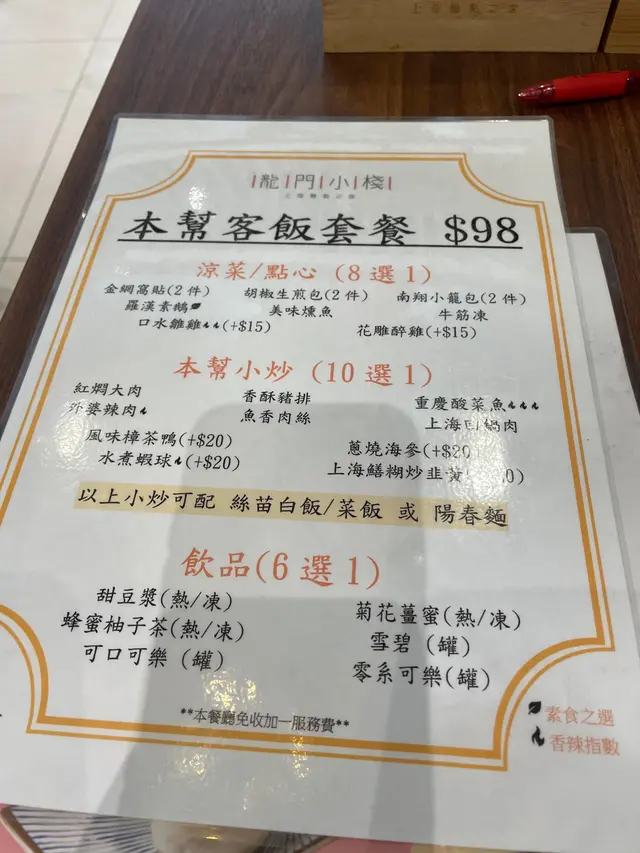 龍門小棧
本幫客飯套餐 $98
涼菜/點心 (8選1)
金網窩貼(2件) 胡椒生煎包(2件) 南翔小籠包(2件)
羅漢素鵝 美味燻魚 牛筋凍
口水雞雞(+$15) 花雕醉雞(+$15)
本幫小炒 (10選1)
紅燜大肉 香酥豬排 重慶酸菜魚
外婆辣肉 魚香肉絲 上海回鍋肉
風味樟茶鴨(+$20) 蔥燒海參(+$20
水煮蝦球(+$20) 上海鱔糊炒韭黃 0)
以上小炒可配 絲苗白飯/菜飯 或 陽春麵
飲品(6選1)
甜豆漿(熱/凍) 菊花薑蜜(熱/凍)
蜂蜜柚子茶(熱/凍) 雪碧 (罐)
可口可樂 (罐) 零系可樂(罐)
**本餐廳免收加一服務費**
素食之選
香辣指數